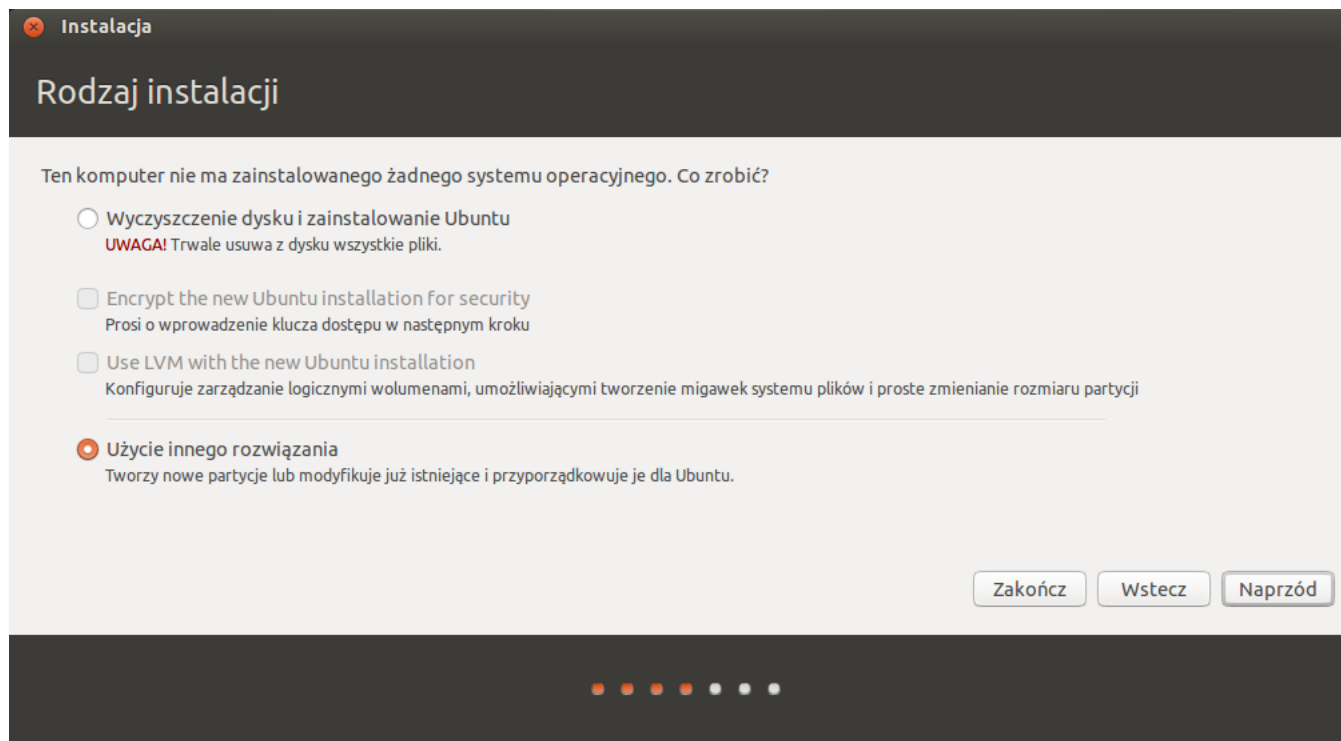 Instalacja
Rodzaj instalacji
Ten komputer nie ma zainstalowanego żadnego systemu operacyjnego. Co zrobić?
Wyczyszczenie dysku i zainstalowanie Ubuntu
UWAGA! Trwale usuwa z dysku wszystkie pliki.
Encrypt the new Ubuntu installation for security
Prosi o wprowadzenie klucza dostępu w następnym kroku
Use LVM with the new Ubuntu installation
Konfiguruje zarządzanie logicznymi wolumenami, umożliwiającymi tworzenie migawek systemu plików i proste zmienianie rozmiaru partycji
Użycie innego rozwiązania
Tworzy nowe partycje lub modyfikuje już istniejące i przyporządkowuje je dla Ubuntu.
Zakończ Wstecz Naprzód